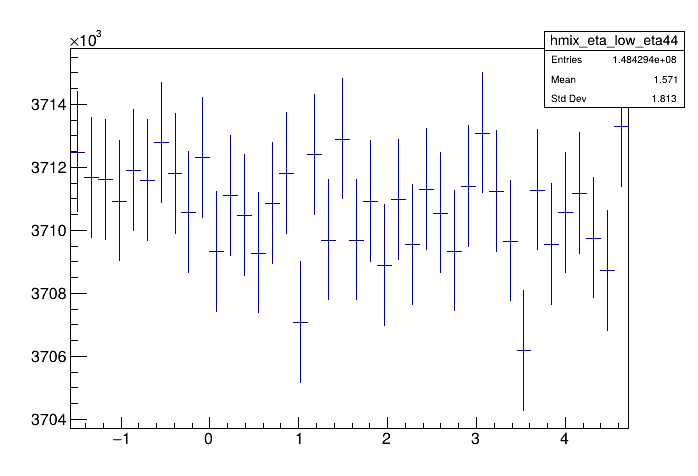 ×10³
hmix_eta_low_eta44
Entries 1.484294e+08
Mean 1.571
Std Dev 1.813
3714
3712
3710
3708
3706
3704
−1 0 1 2 3 4